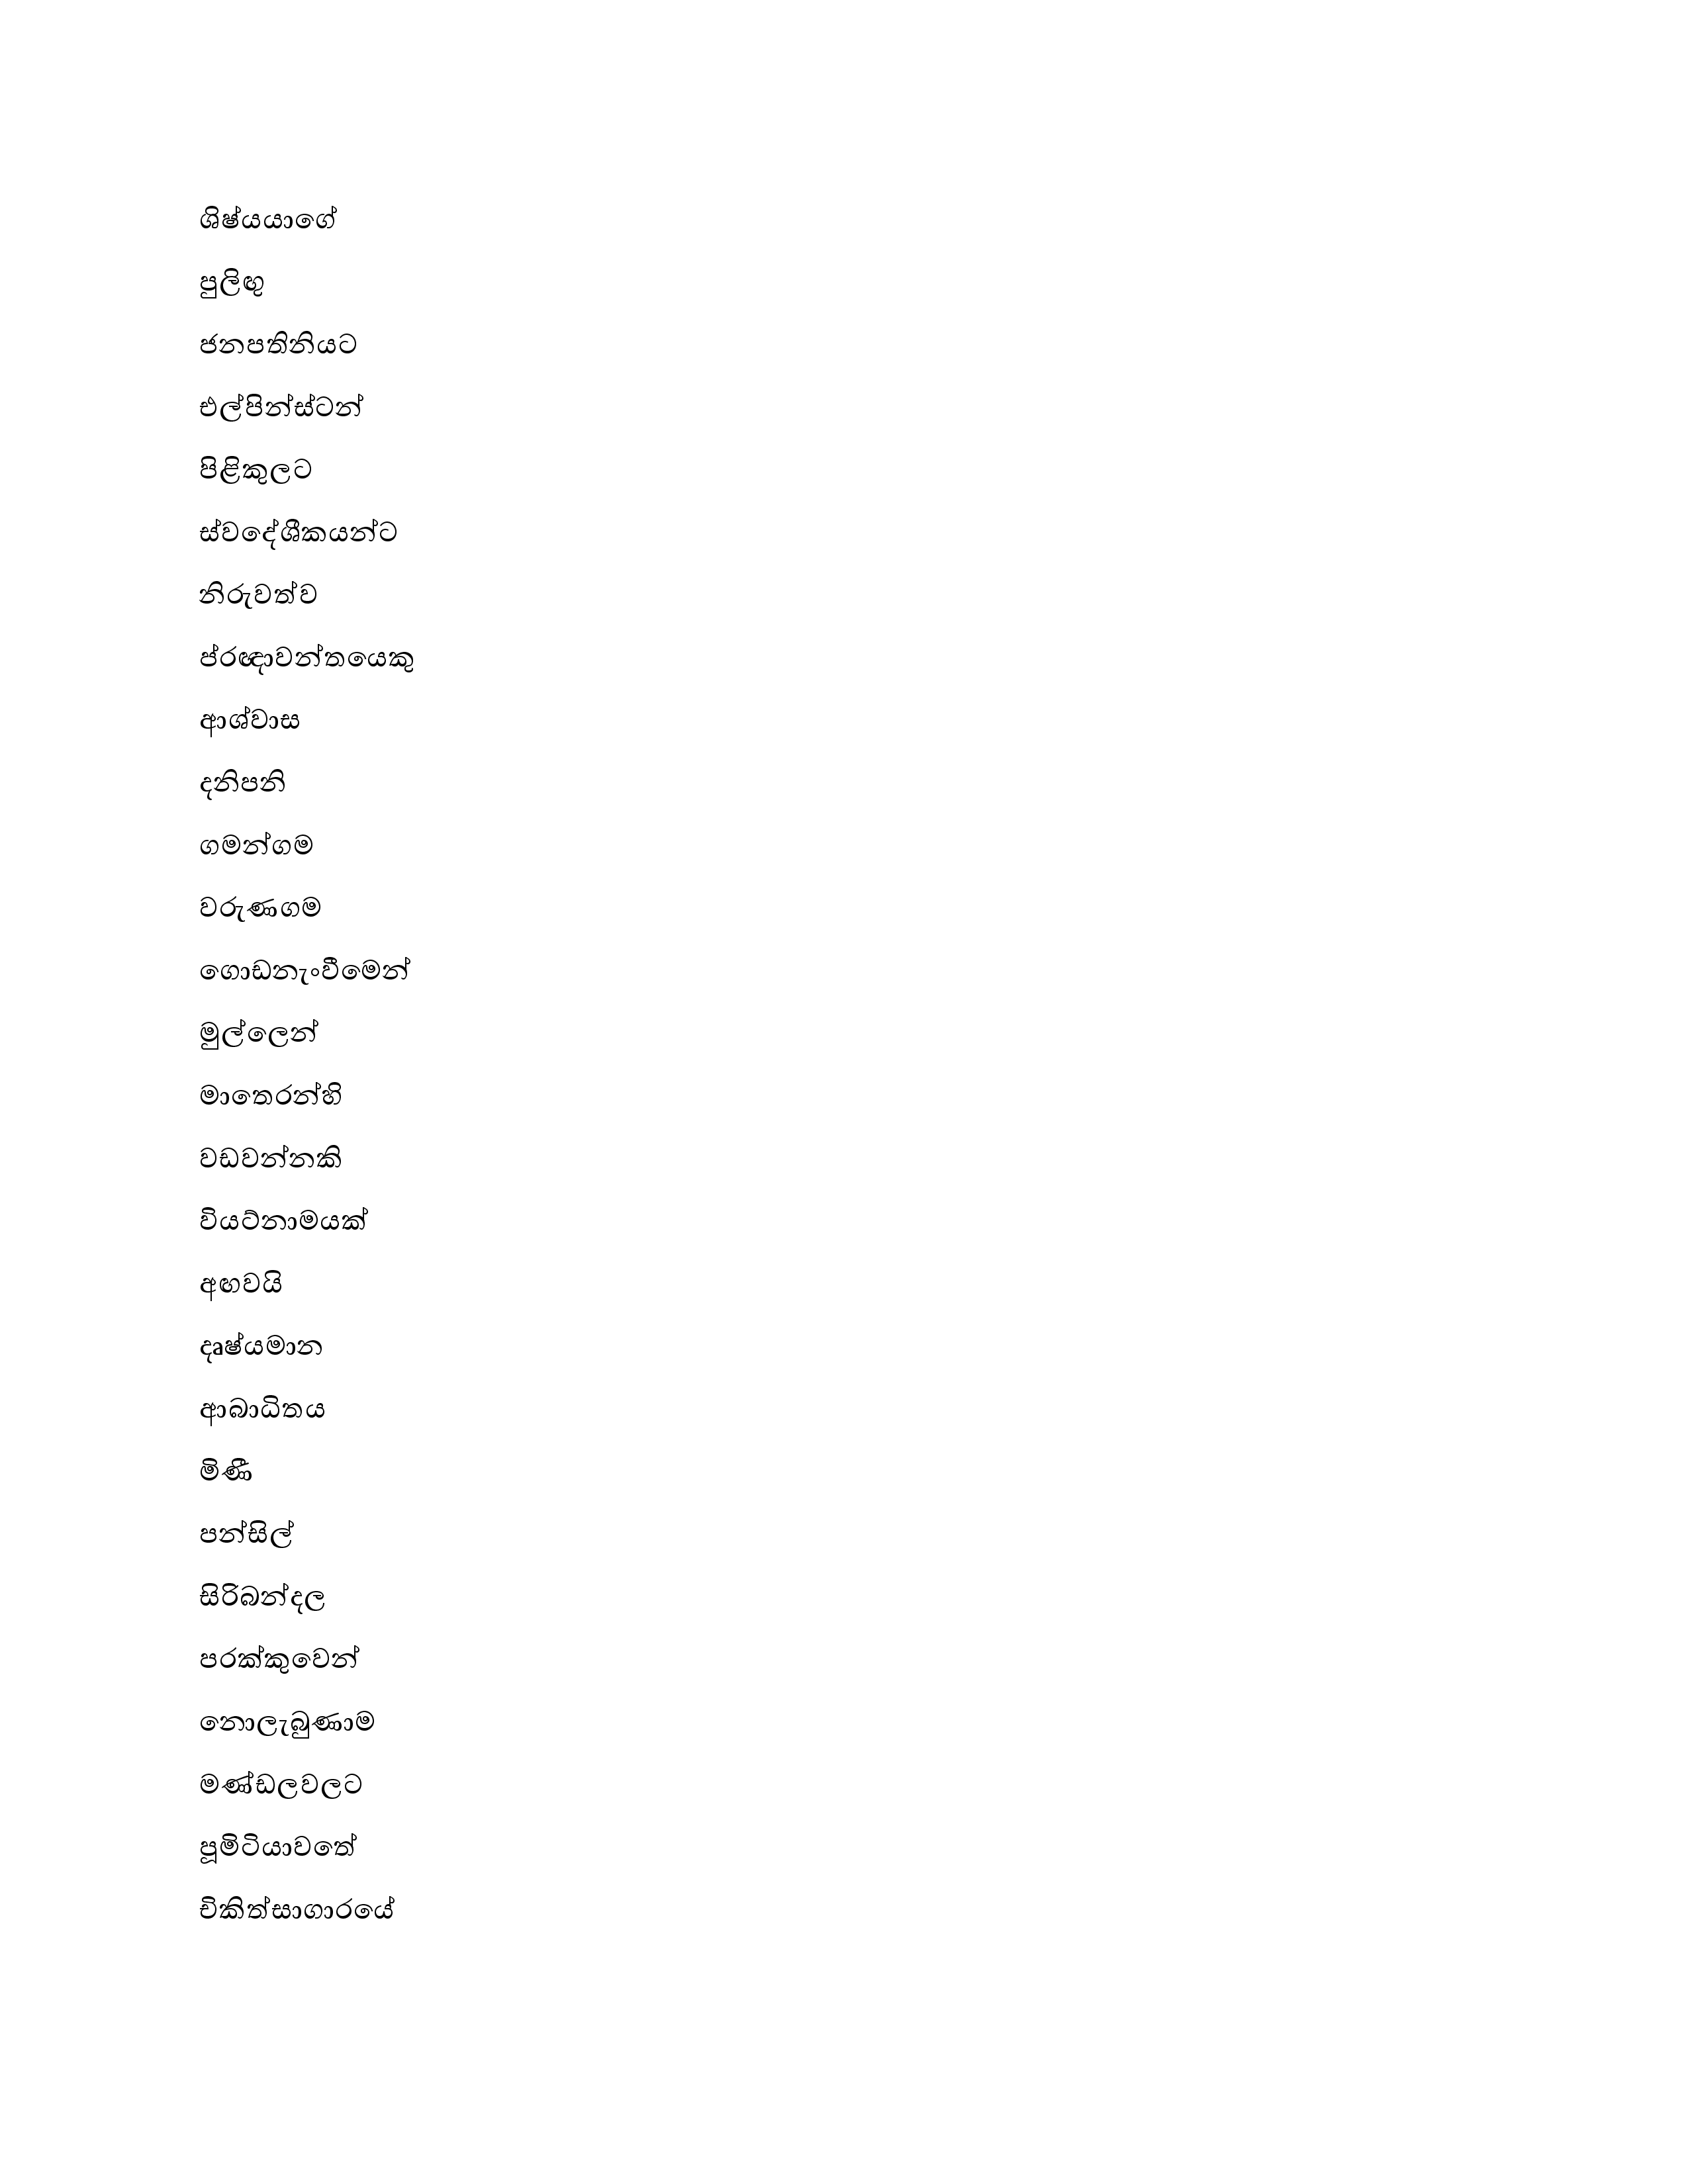 ශිෂ්යයාගේ
පුලිඟු
ජනපතිනියට
එල්පින්ස්ටන්
පිළිකුලට
ස්වදේශීකයන්ට
නිරුවත්ව
ප්රඥාවන්තයෙකු
ආශ්වාස
දනිපනි
ගමන්ගම
වරුණගම
ගොඩනැංවීමෙන්
මුල්ලෙන්
මාතෙරන්හි
වඩවන්නකි
වියට්නාමයක්
අඟවයි
දෘෂ්යමාන
ආබාධිතය
මිණී
පන්සිල්
සිරිබන්දල
පරක්කුවෙන්
නොලැබුණාම
මණ්ඩලවලට
පූමිටියාවතේ
චිකිත්සාගාරයේ